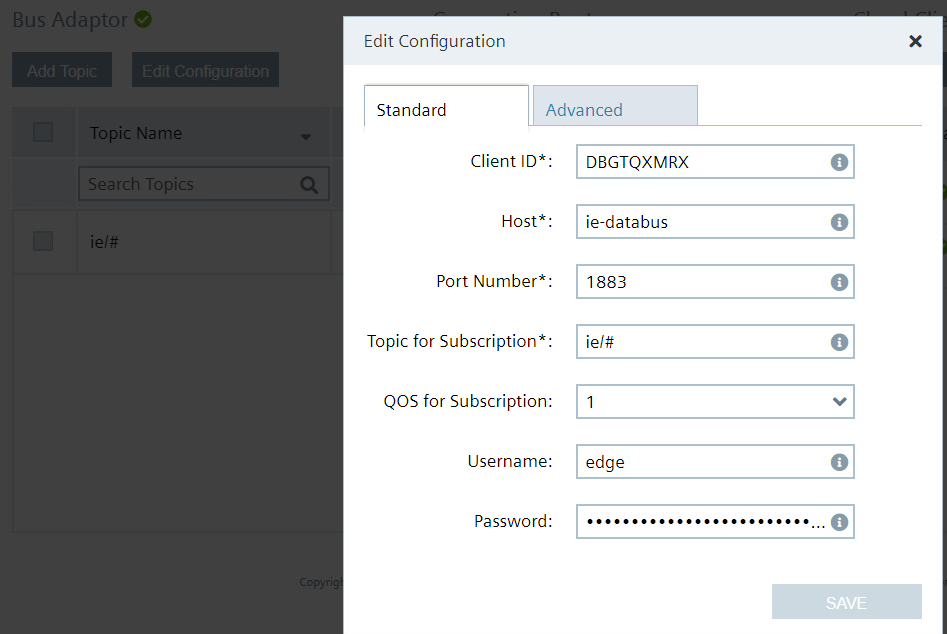 Bus Adaptor
Add Topic
Edit Configuration
Topic Name
Search Topics
ie/#
Edit Configuration
Standard
Advanced
Client ID*:
DBGTQXMRX
Host*:
ie-databus
Port Number*:
1883
Topic for Subscription*:
ie/#
QOS for Subscription:
1
Username:
edge
Password:
••••••••••••••••••••••••• ...
SAVE